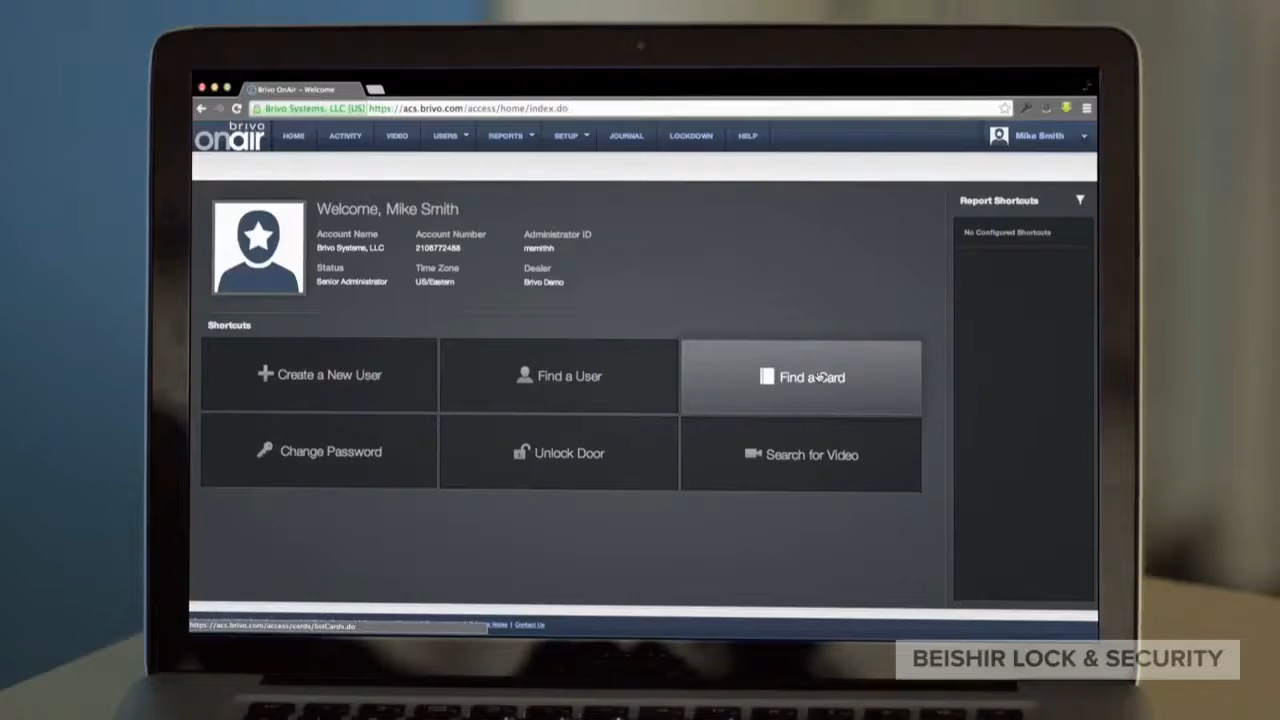 Brivo OnAir - Welcome
Brivo Systems, LLC [US] https://acs.brivo.com/access/home/index.do
brivo
onair
HOME ACTIVITY VIDEO USERS REPORTS SETUP JOURNAL LOCKDOWN HELP Mike Smith
Welcome, Mike Smith
Account Name Account Number Administrator ID
Brivo Systems, LLC 2108772488 msmithh
Status Time Zone Dealer
Senior Administrator US/Eastern Brivo Demo
Report Shortcuts
No Configured Shortcuts
Shortcuts
Create a New User Find a User Find a Card
Change Password Unlock Door Search for Video
https://acs.brivo.com/access/cards/listCards.do
Contact Us
BEISHIR LOCK & SECURITY